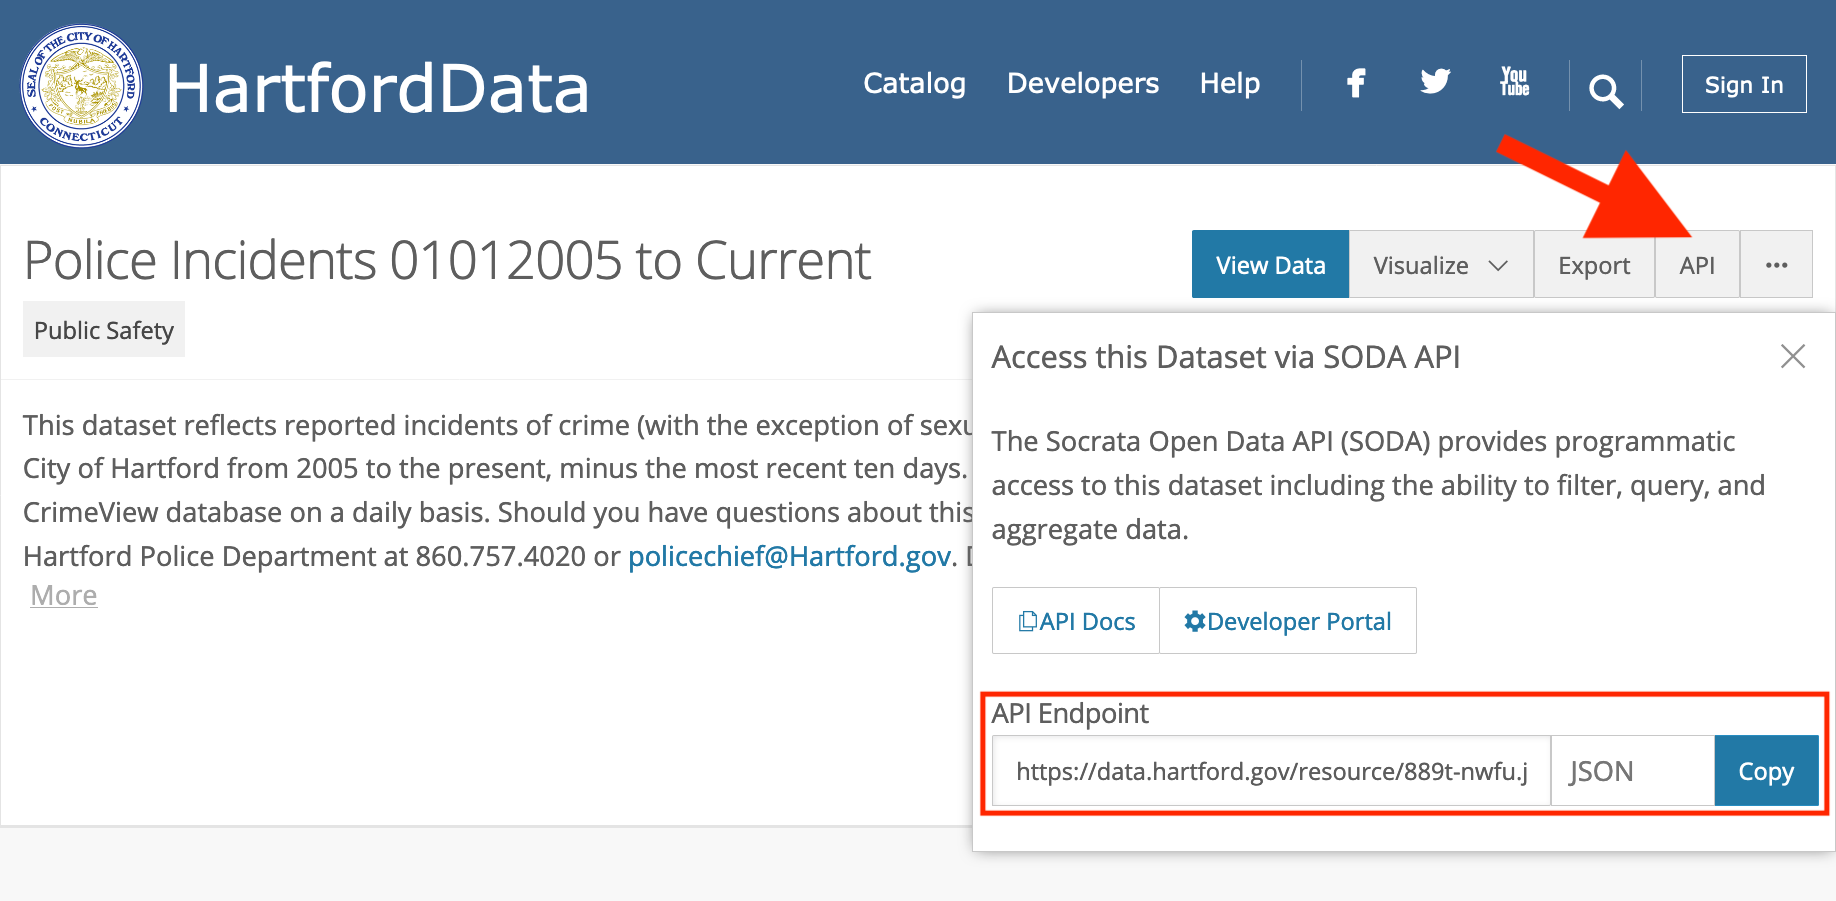 SEAL OF THE CITY OF HARTFORD
CONNECTICUT
HartfordData
Catalog
Developers
Help
You
Tube
Sign In
Police Incidents 01012005 to Current
View Data
Visualize
Export
API
Public Safety
This dataset reflects reported incidents of crime (with the exception of sexu
City of Hartford from 2005 to the present, minus the most recent ten days.
CrimeView database on a daily basis. Should you have questions about this
Hartford Police Department at 860.757.4020 or policechief@Hartford.gov.
More
Access this Dataset via SODA API
The Socrata Open Data API (SODA) provides programmatic
access to this dataset including the ability to filter, query, and
aggregate data.
API Docs
Developer Portal
API Endpoint
https://data.hartford.gov/resource/889t-nwfu.j
JSON
Copy